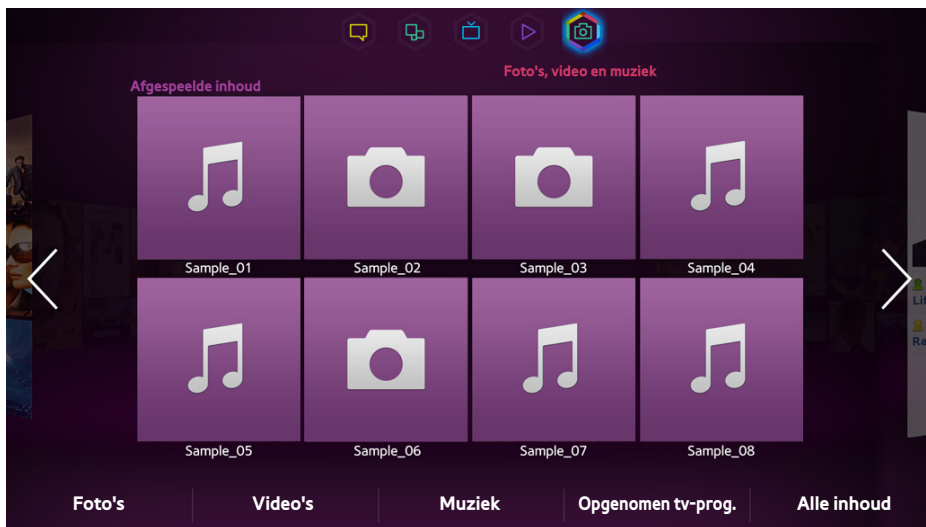 Foto's, video en muziek
Afgespeelde inhoud
Sample_01 Sample_02 Sample_03 Sample_04
Sample_05 Sample_06 Sample_07 Sample_08
Foto's Video's Muziek Opgenomen tv-prog. Alle inhoud